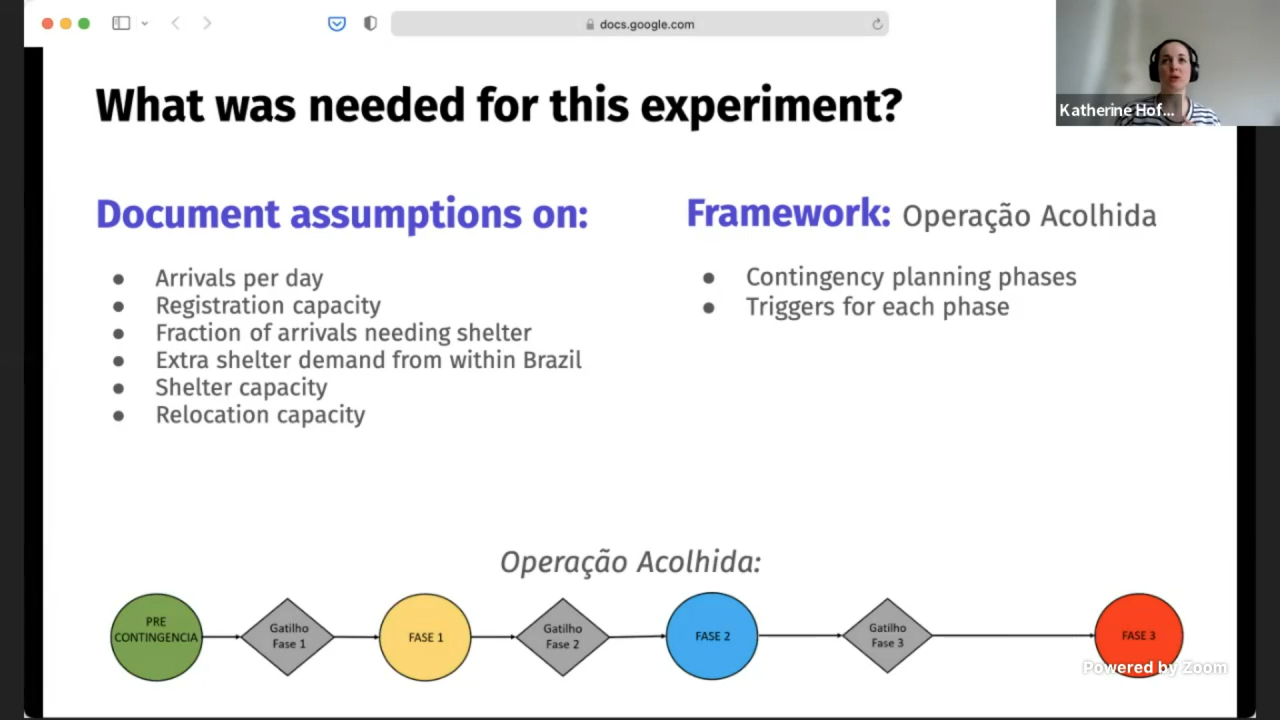 docs.google.com
Katherine Hof...
What was needed for this experiment?
Document assumptions on:
Arrivals per day
Registration capacity
Fraction of arrivals needing shelter
Extra shelter demand from within Brazil
Shelter capacity
Relocation capacity
Framework: Operação Acolhida
Contingency planning phases
Triggers for each phase
Operação Acolhida:
PRE
CONTINGENCIA
Gatilho
Fase 1
FASE 1
Gatilho
Fase 2
FASE 2
Gatilho
Fase 3
FASE 3
Powered by Zoom